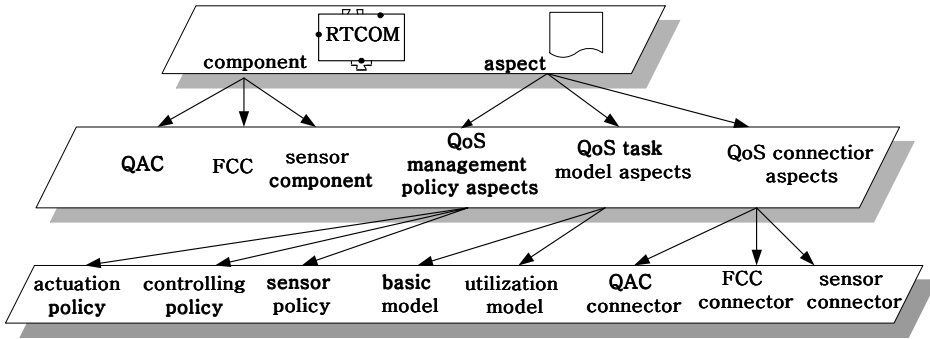 RTCOM
component
aspect
QAC
FCC
sensor
component
QoS
management
policy aspects
QoS task
model aspects
QoS connectior
aspects
actuation
policy
controlling
policy
sensor
policy
basic
model
utilization
model
QAC
connector
FCC
connector
sensor
connector